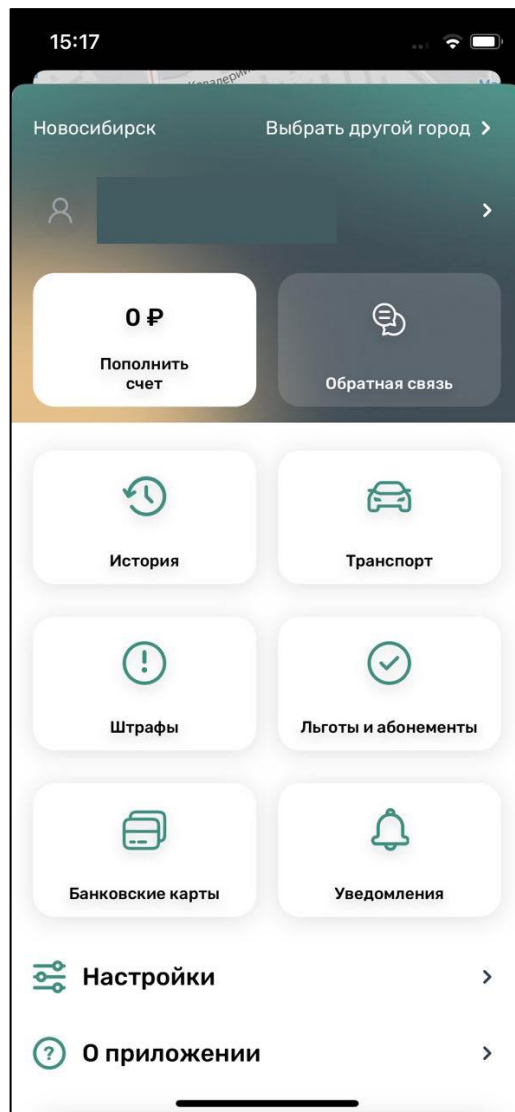 15:17
Новосибирск
Выбрать другой город
0 ₽
Пополнить
счет
Обратная связь
История
Транспорт
Штрафы
Льготы и абонементы
Банковские карты
Уведомления
Настройки
О приложении